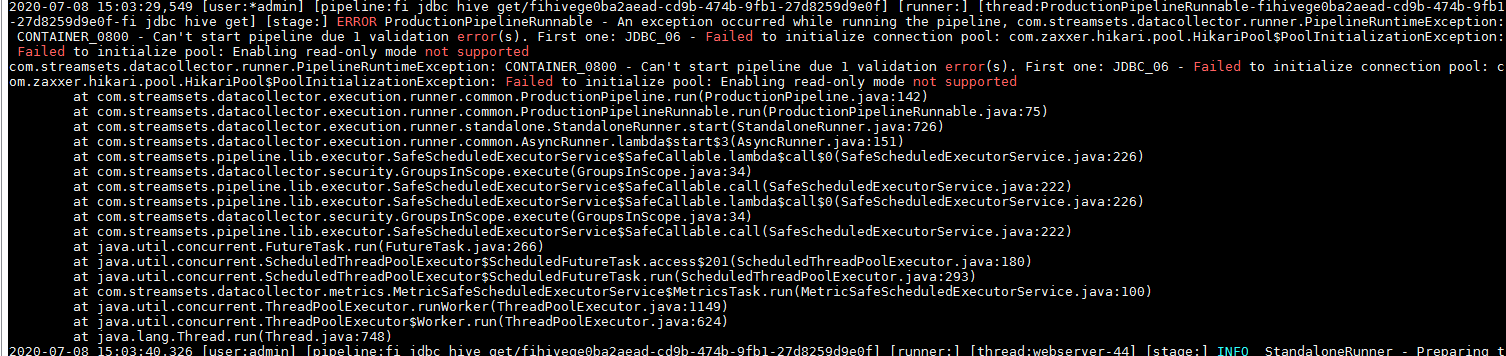 2020-07-08 15:03:29,549 [user:*admin] [pipeline:fi jdbc hive get/fihivege0ba2aead-cd9b-474b-9fb1-27d8259d9e0f] [runner:] [thread:ProductionPipelineRunnable-fihivege0ba2aead-cd9b-474b-9fb1
-27d8259d9e0f-fi jdbc hive get] [stage:] ERROR ProductionPipelineRunnable - An exception occurred while running the pipeline, com.streamsets.datacollector.runner.PipelineRuntimeException:
CONTAINER_0800 - Can't start pipeline due 1 validation error(s). First one: JDBC_06 - Failed to initialize connection pool: com.zaxxer.hikari.pool.HikariPool$PoolInitializationException:
Failed to initialize pool: Enabling read-only mode not supported
com.streamsets.datacollector.runner.PipelineRuntimeException: CONTAINER_0800 - Can't start pipeline due 1 validation error(s). First one: JDBC_06 - Failed to initialize connection pool: c
om.zaxxer.hikari.pool.HikariPool$PoolInitializationException: Failed to initialize pool: Enabling read-only mode not supported
at com.streamsets.datacollector.execution.runner.common.ProductionPipeline.run(ProductionPipeline.java:142)
at com.streamsets.datacollector.execution.runner.common.ProductionPipelineRunnable.run(ProductionPipelineRunnable.java:75)
at com.streamsets.datacollector.execution.runner.standalone.StandaloneRunner.start(StandaloneRunner.java:726)
at com.streamsets.datacollector.execution.runner.common.AsyncRunner.lambda$start$3(AsyncRunner.java:151)
at com.streamsets.pipeline.lib.executor.SafeScheduledExecutorService$SafeCallable.lambda$call$0(SafeScheduledExecutorService.java:226)
at com.streamsets.datacollector.security.GroupsInScope.execute(GroupsInScope.java:34)
at com.streamsets.pipeline.lib.executor.SafeScheduledExecutorService$SafeCallable.call(SafeScheduledExecutorService.java:222)
at com.streamsets.pipeline.lib.executor.SafeScheduledExecutorService$SafeCallable.lambda$call$0(SafeScheduledExecutorService.java:226)
at com.streamsets.datacollector.security.GroupsInScope.execute(GroupsInScope.java:34)
at com.streamsets.pipeline.lib.executor.SafeScheduledExecutorService$SafeCallable.call(SafeScheduledExecutorService.java:222)
at java.util.concurrent.FutureTask.run(FutureTask.java:266)
at java.util.concurrent.ScheduledThreadPoolExecutor$ScheduledFutureTask.access$201(ScheduledThreadPoolExecutor.java:180)
at java.util.concurrent.ScheduledThreadPoolExecutor$ScheduledFutureTask.run(ScheduledThreadPoolExecutor.java:293)
at com.streamsets.datacollector.metrics.MetricSafeScheduledExecutorService$MetricsTask.run(MetricSafeScheduledExecutorService.java:100)
at java.util.concurrent.ThreadPoolExecutor.runWorker(ThreadPoolExecutor.java:1149)
at java.util.concurrent.ThreadPoolExecutor$Worker.run(ThreadPoolExecutor.java:624)
at java.lang.Thread.run(Thread.java:748)
2020-07-08 15:03:40,326 [user:admin] [pipeline:fi jdbc hive get/fihivege0ba2aead-cd9b-474b-9fb1-27d8259d9e0f] [runner:] [thread:webserver-44] [stage:] INFO StandaloneRunner - Preparing t